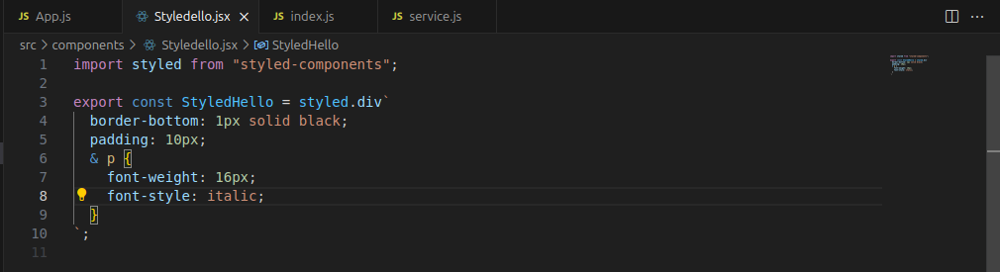 JS App.js Styledello.jsx × JS index.js JS service.js ...
src > components > Styledello.jsx > StyledHello
1 import styled from "styled-components";
2
3 export const StyledHello = styled.div`
4 border-bottom: 1px solid black;
5 padding: 10px;
6 & p {
7 font-weight: 16px;
8 font-style: italic;
9 }
10 `;
11